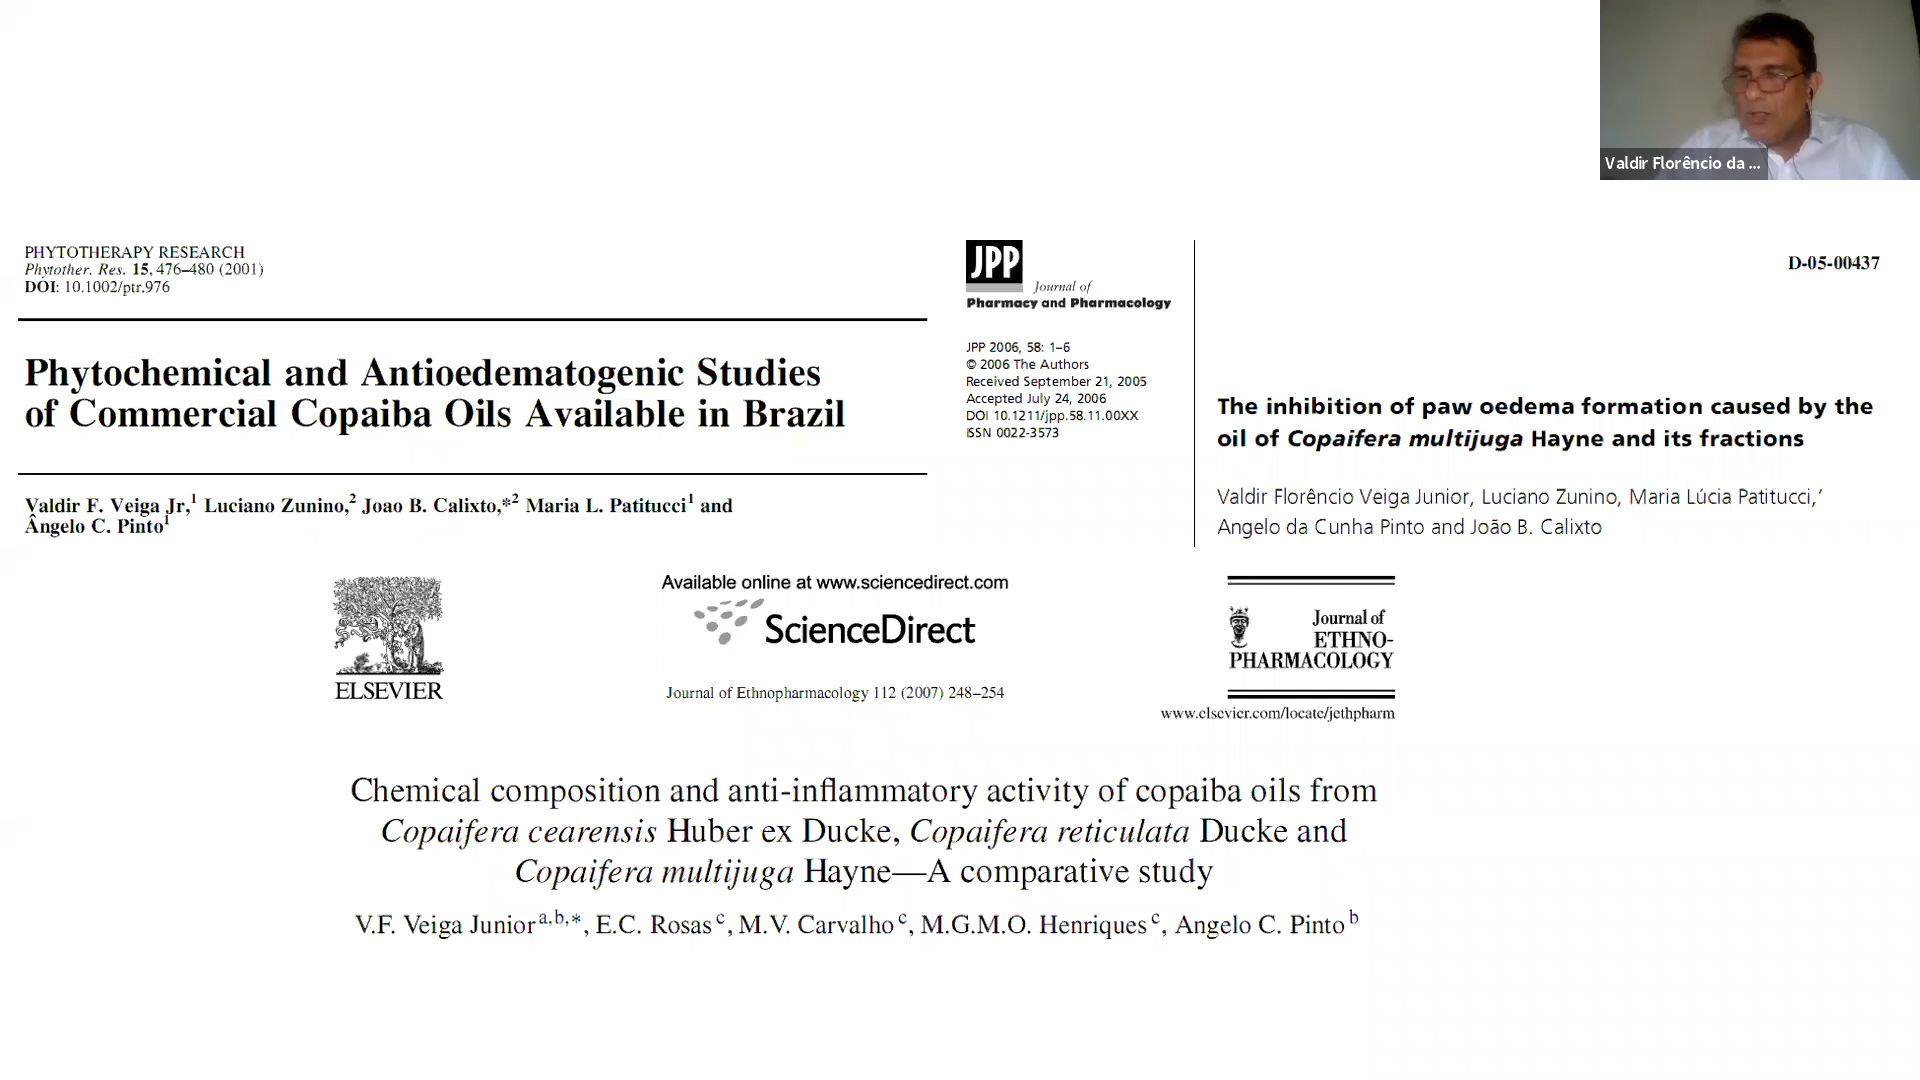 Valdir Florêncio da ...
PHYTOTHERAPY RESEARCH
Phytother. Res. 15, 476–480 (2001)
DOI: 10.1002/ptr.976
Phytochemical and Antioedematogenic Studies
of Commercial Copaiba Oils Available in Brazil
Valdir F. Veiga Jr,1 Luciano Zunino,2 Joao B. Calixto,*2 Maria L. Patitucci1 and
Ângelo C. Pinto1
JPP
Journal of
Pharmacy and Pharmacology
JPP 2006, 58: 1–6
© 2006 The Authors
Received September 21, 2005
Accepted July 24, 2006
DOI 10.1211/jpp.58.11.00XX
ISSN 0022-3573
D-05-00437
The inhibition of paw oedema formation caused by the
oil of Copaifera multijuga Hayne and its fractions
Valdir Florêncio Veiga Junior, Luciano Zunino, Maria Lúcia Patitucci,′
Angelo da Cunha Pinto and João B. Calixto
ELSEVIER
Available online at www.sciencedirect.com
ScienceDirect
Journal of Ethnopharmacology 112 (2007) 248–254
Journal of
ETHNO-
PHARMACOLOGY
www.elsevier.com/locate/jethpharm
Chemical composition and anti-inflammatory activity of copaiba oils from
Copaifera cearensis Huber ex Ducke, Copaifera reticulata Ducke and
Copaifera multijuga Hayne—A comparative study
V.F. Veiga Junior a,b,*, E.C. Rosas c, M.V. Carvalho c, M.G.M.O. Henriques c, Angelo C. Pinto b